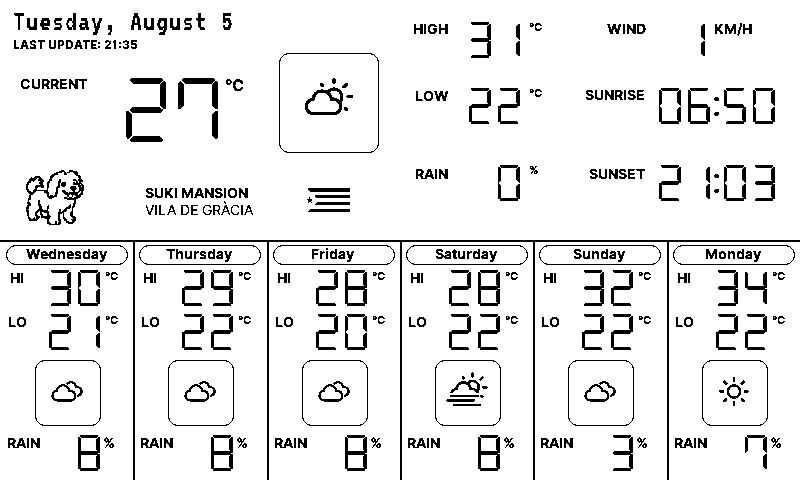 Tuesday, August 5
LAST UPDATE: 21:35
CURRENT 27 °C
HIGH 31 °C
WIND 1 KM/H
LOW 22 °C
SUNRISE 06:50
RAIN 0 %
SUNSET 21:03
SUKI MANSION
VILA DE GRÀCIA
Wednesday
HI 30 °C
LO 21 °C
RAIN 8 %
Thursday
HI 29 °C
LO 22 °C
RAIN 8 %
Friday
HI 28 °C
LO 20 °C
RAIN 8 %
Saturday
HI 28 °C
LO 22 °C
RAIN 8 %
Sunday
HI 32 °C
LO 22 °C
RAIN 3 %
Monday
HI 34 °C
LO 22 °C
RAIN 7 %